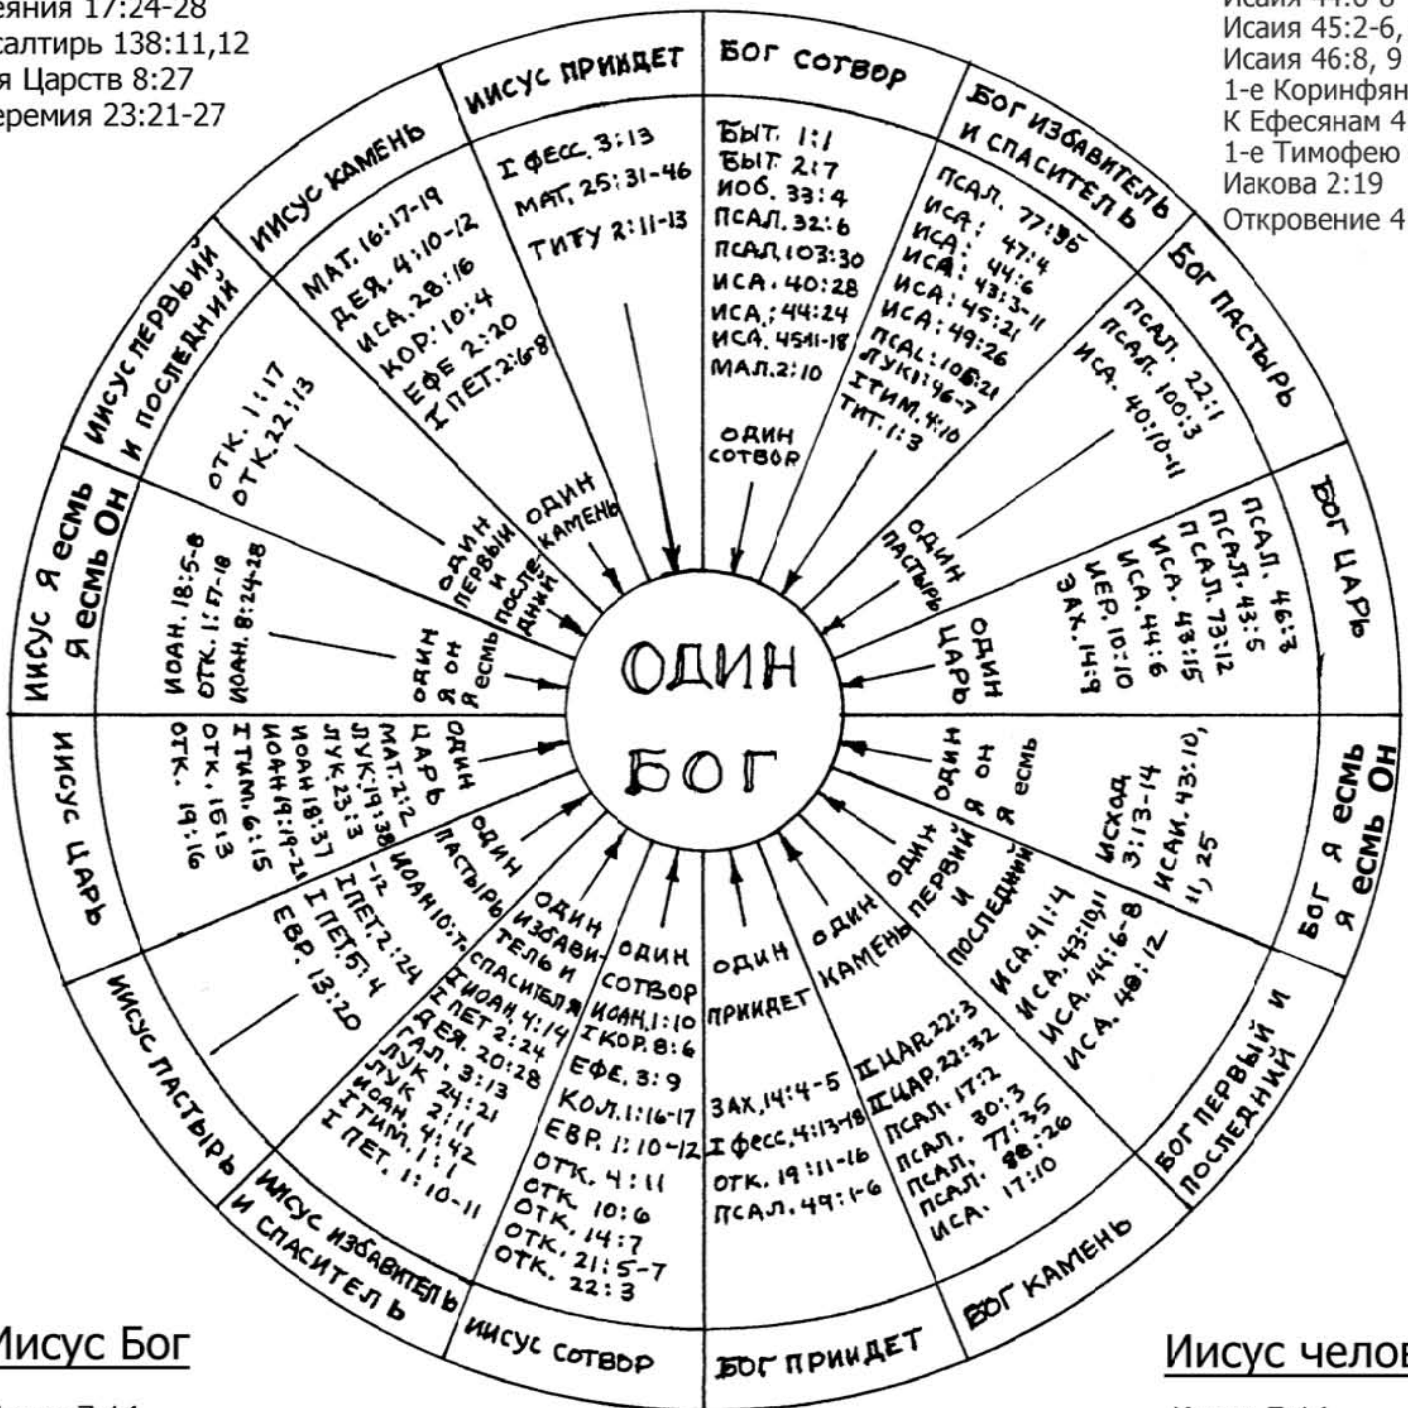 еяния 17:24-28
салтирь 138:11,12
я Царств 8:27
еремия 23:21-27
Исаия 44:6-8
Исаия 45:2-6,
Исаия 46:8, 9
1-е Коринфян
К Ефесянам 4
1-е Тимофею
Иакова 2:19
Откровение 4
ОДИН
БОГ
БОГ СОТВОР
БЫТ. 1:1
БЫТ 2:7
ИОБ. 33:4
ПСАЛ. 32:6
ПСАЛ, 103:30
ИСА. 40:28
ИСА.: 44:24
ИСА. 45:11-18
МАЛ. 2:10
ОДИН
СОТВОР
БОГ ИЗБАВИТЕЛЬ
И СПАСИТЕЛЬ
ПСАЛ. 77:35
ИСА: 47:4
ИСА: 44:6
ИСА: 43:3-11
ИСА: 45:21
ИСА: 49:26
ПСАЛ: 105:21
ЛУК 1:46-7
I ТИМ. 4:10
ТИТ. 1:3
БОГ ПАСТЫРЬ
ПСАЛ. 22:1
ПСАЛ. 100:3
ИСА. 40:10-11
ОДИН
ПАСТЫРЬ
БОГ ЦАРЬ
ПСАЛ. 46:3
ПСАЛ. 43:5
ПСАЛ. 73:12
ИСА. 43:15
ИСА. 44:6
ИЕР. 10:10
ЗАХ. 14:9
ОДИН
ЦАРЬ
БОГ Я есмь
Я есмь Он
ИСХОД
3:13-14
ИСАИ. 43:10,
11, 25
ОДИН
Я ОН
Я есмь
БОГ ПЕРВЫЙ И
ПОСЛЕДНИЙ
ОДИН
ПЕРВИЙ
И
ПОСЛЕДНИЙ
ИСА. 41:4
ИСА. 43:10,11
ИСА. 44:6-8
ИСА. 48:12
БОГ КАМЕНЬ
ОДИН
КАМЕНЬ
II ЦАР. 22:3
II ЦАР. 22:32
ПСАЛ. 17:2
ПСАЛ. 30:3
ПСАЛ, 77:35
ПСАЛ. 88:26
ИСА. 17:10
БОГ ПРИИДЕТ
ОДИН
ПРИИДЕТ
ЗАХ, 14:4-5
I фесс. 4:13-18
ОТК. 19:11-16
ПСАЛ. 49:1-6
ИИСУС СОТВОР
ОДИН
СОТВОР
ИОАН. 1:10
I КОР. 8:6
ЕФЕ. 3:9
КОЛ. 1:16-17
ЕВР. 1:10-12
ОТК. 4:11
ОТК. 10:6
ОТК. 14:7
ОТК. 21:5-7
ОТК. 22:3
ИИСУС ИЗБАВИТЕЛЬ
И СПАСИТЕЛЬ
ОДИН
ИЗБАВИ-
ТЕЛЬ И
СПАСИТЕЛЯ
I ИОАН. 4:14
I ПЕТ 2:24
ДЕЯ. 20:28
ГАЛ. 3:13
ЛУК 24:21
ЛУК 2:11
ИОАН 4:42
I ТИМ. 1:1
I ПЕТ. 1:10-11
ИИСУС ПАСТЫРЬ
ОДИН
ПАСТЫРЬ
ИОАН 10:7.
-12
I ПЕТ. 2:24
I ПЕТ. 5:4
ЕВР. 13:20
ИИСУС ЦАРЬ
ОДИН
ЦАРЬ
МАТ. 2:2
ЛУК. 19:38
ЛУК 23:3
ИОАН 18:37
ИОАН 19:19-21
I ТИМ. 6:15
ОТК. 15:3
ОТК. 19:16
ИИСУС Я есмь
Я есмь Он
ИОАН. 18:5-8
ОТК. 1:17-18
ИОАН. 8:24-28
ОДИН
Я ОН
Я есмь
ИИСУС ПЕРВЫЙ
И ПОСЛЕДНИЙ
ОТК. 1:17
ОТК. 22:13
ОДИН
ПЕРВЫЙ
И
ПОСЛЕ-
ДНИЙ
ИИСУС КАМЕНЬ
МАТ. 16:17-19
ДЕЯ. 4:10-12
ИСА. 28:16
КОР: 10:4
ЕФЕ 2:20
I ПЕТ. 2:6-8
ОДИН
КАМЕНЬ
ИИСУС ПРИИДЕТ
I ФЕСС. 3:13
МАТ. 25:31-46
ТИТУ 2:11-13
Иисус Бог
Иисус челов